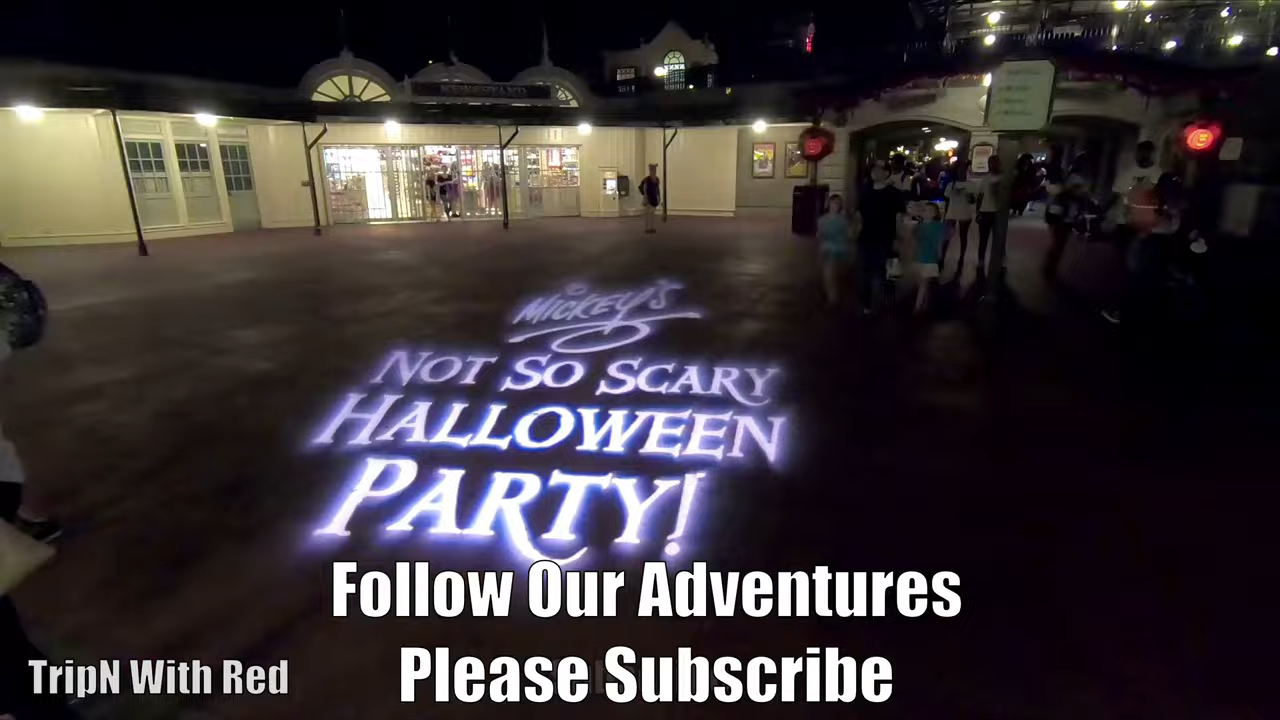 MICKEY'S
NOT SO SCARY
HALLOWEEN
PARTY!
Follow Our Adventures
Please Subscribe
TripN With Red